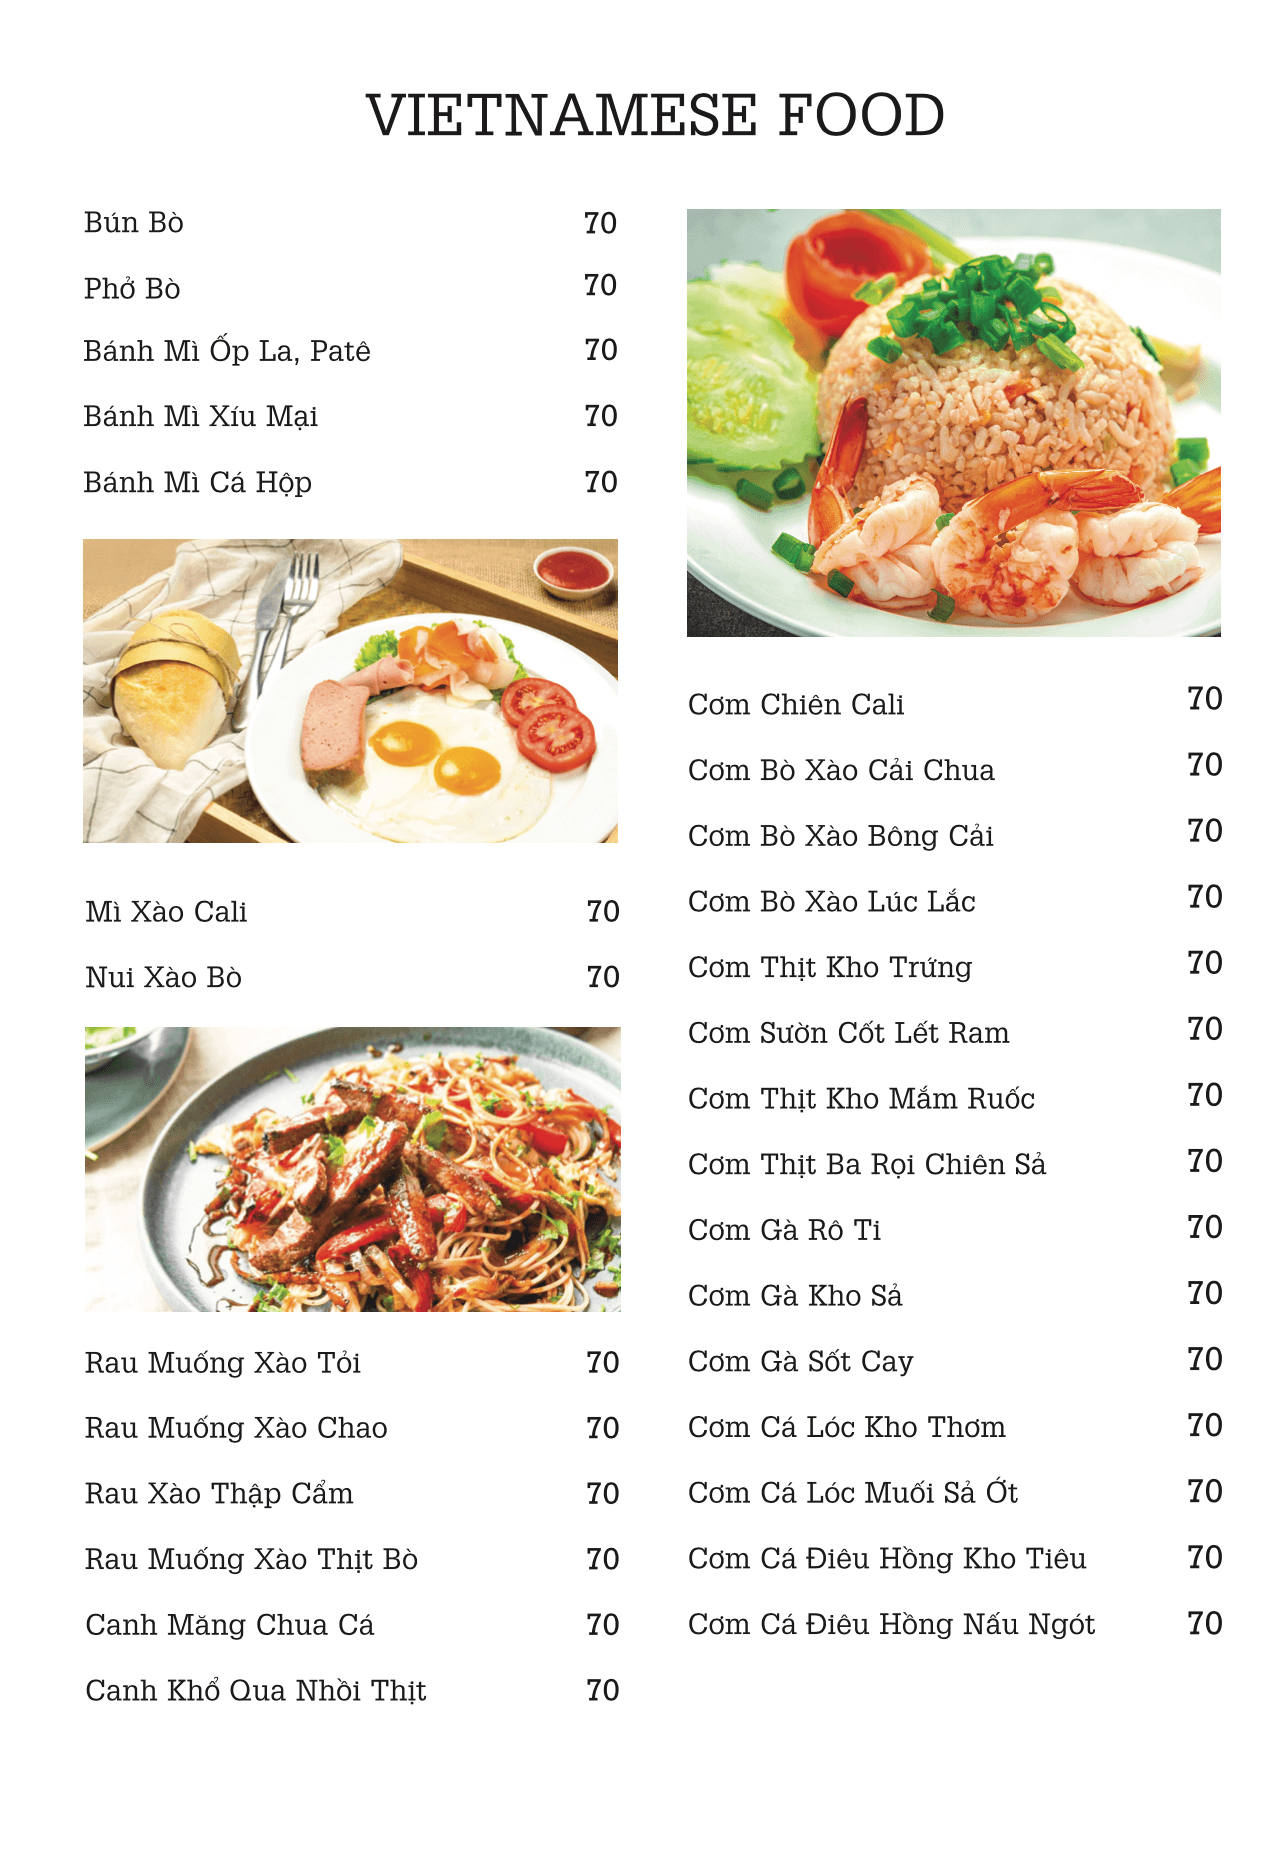 VIETNAMESE FOOD
Bún Bò 70
Phở Bò 70
Bánh Mì Ốp La, Patê 70
Bánh Mì Xíu Mại 70
Bánh Mì Cá Hộp 70
Mì Xào Cali 70
Nui Xào Bò 70
Rau Muống Xào Tỏi 70
Rau Muống Xào Chao 70
Rau Xào Thập Cẩm 70
Rau Muống Xào Thịt Bò 70
Canh Măng Chua Cá 70
Canh Khổ Qua Nhồi Thịt 70
Cơm Chiên Cali 70
Cơm Bò Xào Cải Chua 70
Cơm Bò Xào Bông Cải 70
Cơm Bò Xào Lúc Lắc 70
Cơm Thịt Kho Trứng 70
Cơm Sườn Cốt Lết Ram 70
Cơm Thịt Kho Mắm Ruốc 70
Cơm Thịt Ba Rọi Chiên Sả 70
Cơm Gà Rô Ti 70
Cơm Gà Kho Sả 70
Cơm Gà Sốt Cay 70
Cơm Cá Lóc Kho Thơm 70
Cơm Cá Lóc Muối Sả Ớt 70
Cơm Cá Điêu Hồng Kho Tiêu 70
Cơm Cá Điêu Hồng Nấu Ngót 70